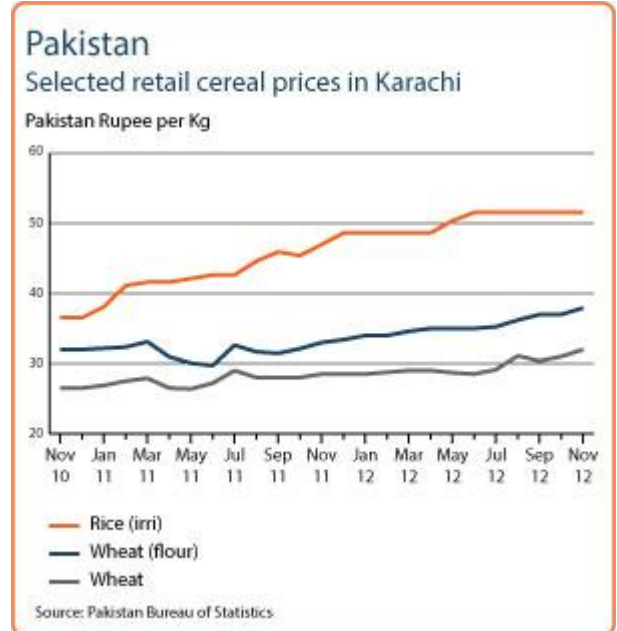 Pakistan
Selected retail cereal prices in Karachi
Pakistan Rupee per Kg
60
50
40
30
20
Nov Jan Mar May Jul Sep Nov Jan Mar May Jul Sep Nov
10 11 11 11 11 11 11 12 12 12 12 12 12
Rice (irri)
Wheat (flour)
Wheat
Source: Pakistan Bureau of Statistics